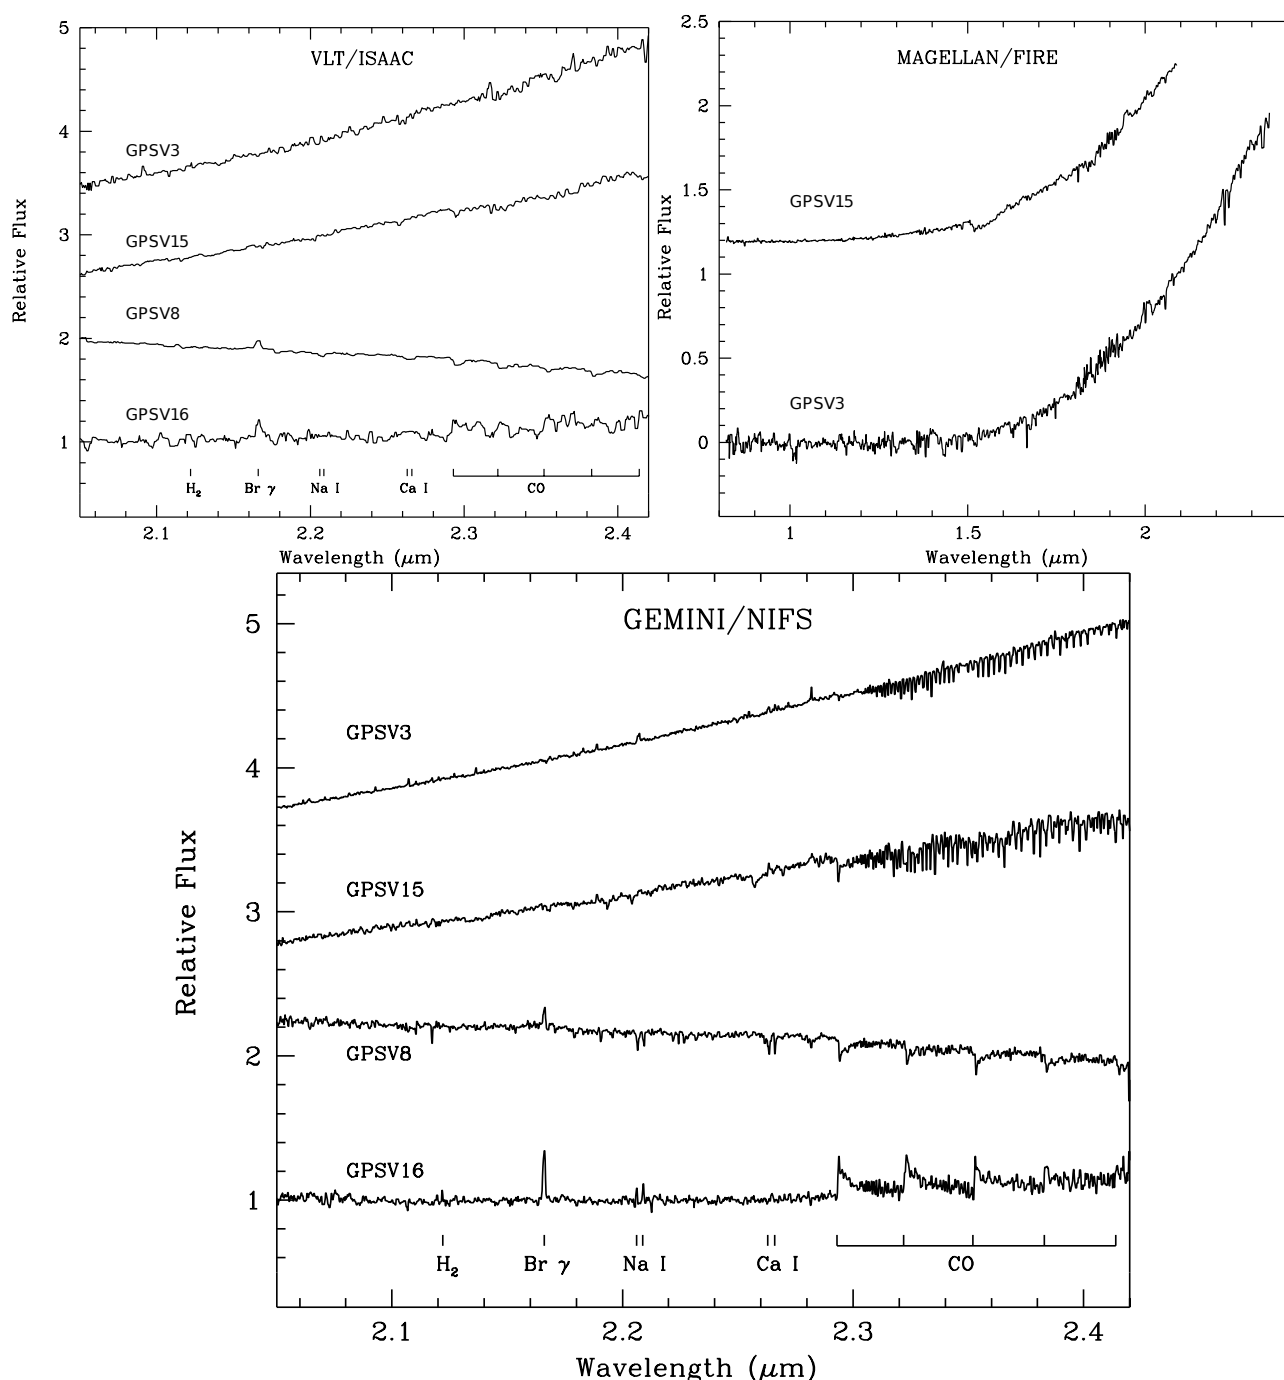 VLT/ISAAC
5
4
3
2
1
Relative Flux
GPSV3
GPSV15
GPSV8
GPSV16
H2 Br γ Na I Ca I CO
2.1 2.2 2.3 2.4
Wavelength (μm)
MAGELLAN/FIRE
2.5
2
1.5
1
0.5
0
Relative Flux
GPSV15
GPSV3
1 1.5 2
Wavelength (μm)
GEMINI/NIFS
5
4
3
2
1
Relative Flux
GPSV3
GPSV15
GPSV8
GPSV16
H2 Br γ Na I Ca I CO
2.1 2.2 2.3 2.4
Wavelength (μm)